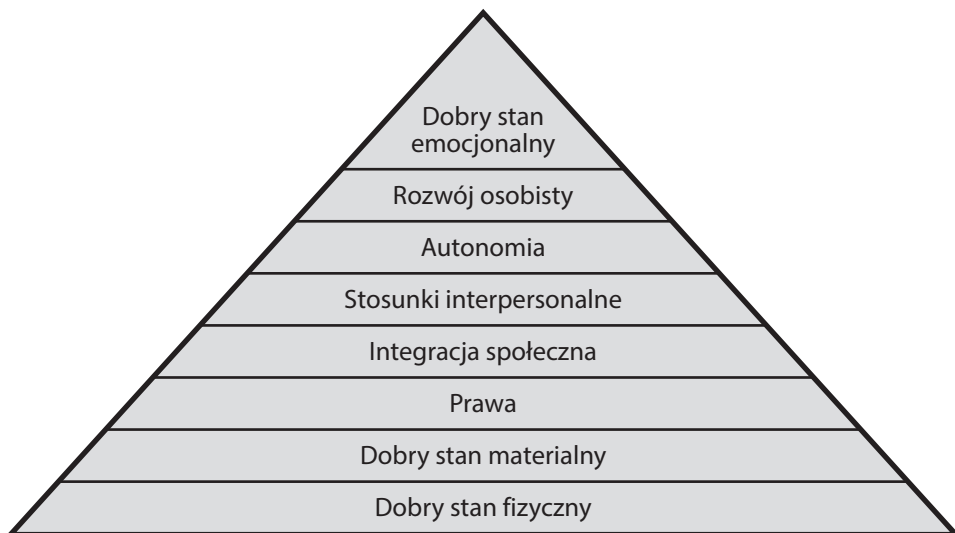 Dobry stan
emocjonalny
Rozwój osobisty
Autonomia
Stosunki interpersonalne
Integracja społeczna
Prawa
Dobry stan materialny
Dobry stan fizyczny